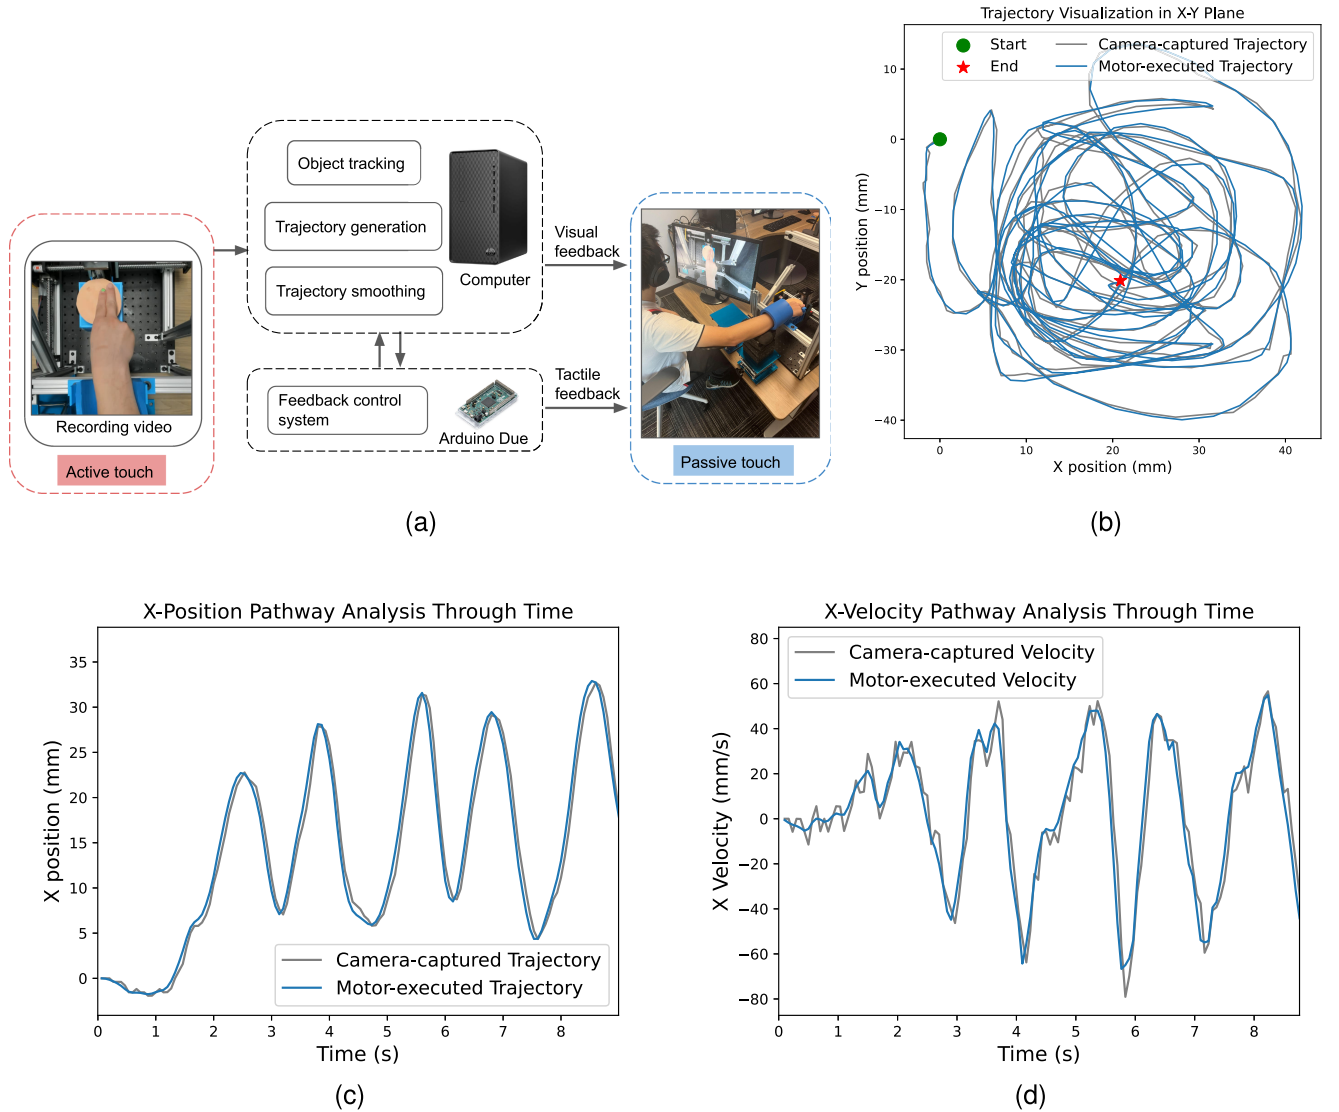 Recording video
Active touch
Object tracking
Trajectory generation
Trajectory smoothing
Computer
Feedback control
system
Arduino Due
Visual
feedback
Tactile
feedback
Passive touch
(a)
Trajectory Visualization in X-Y Plane
Start
End
Camera-captured Trajectory
Motor-executed Trajectory
10
0
−10
−20
−30
−40
Y position (mm)
0 10 20 30 40
X position (mm)
(b)
X-Position Pathway Analysis Through Time
35
30
25
20
15
10
5
0
X position (mm)
Camera-captured Trajectory
Motor-executed Trajectory
0 1 2 3 4 5 6 7 8
Time (s)
(c)
X-Velocity Pathway Analysis Through Time
Camera-captured Velocity
Motor-executed Velocity
80
60
40
20
0
−20
−40
−60
−80
X Velocity (mm/s)
0 1 2 3 4 5 6 7 8
Time (s)
(d)